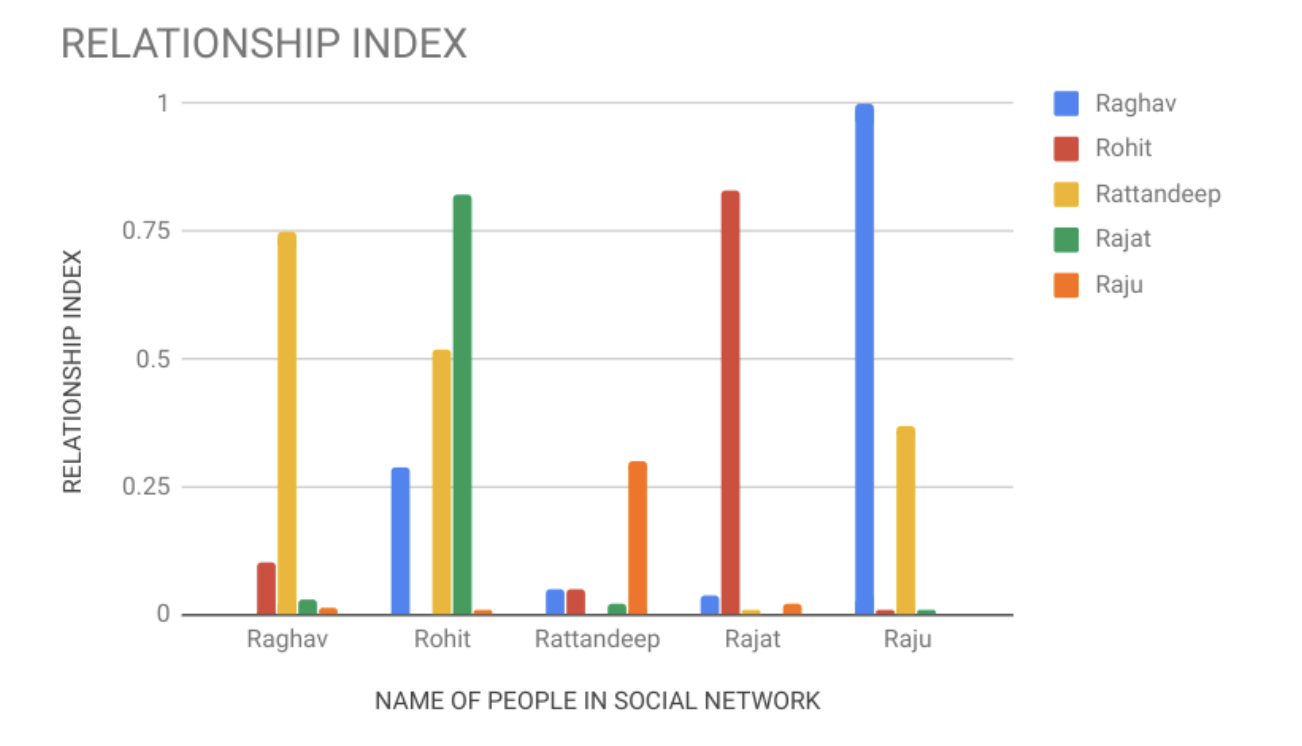 RELATIONSHIP INDEX
1
0.75
0.5
0.25
0
RELATIONSHIP INDEX
Raghav
Rohit
Rattandeep
Rajat
Raju
NAME OF PEOPLE IN SOCIAL NETWORK
Raghav
Rohit
Rattandeep
Rajat
Raju